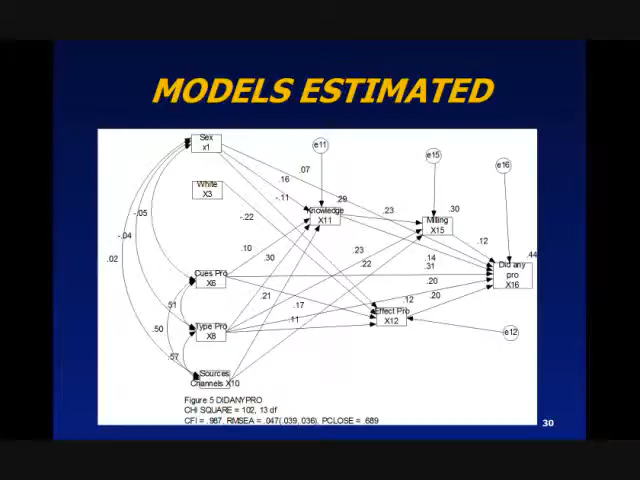 MODELS ESTIMATED
Sex
x1
e11
e15
e16
.07
.16
-.11
.29
White
X3
-.05
-.22
Knowledge
X11
.23
.30
Milling
X15
-.04
.12
.02
.10
.30
.23
.22
.14
.31
.44
Did any
pro
X16
Cues Pro
X6
.20
.21
.17
.12
.20
.51
.11
Effect Pro
X12
Type Pro
X8
.50
e12
.57
Sources
Channels X10
Figure 5 DIDANYPRO
CHI SQUARE = 102, 13 df
CFI = .987, RMSEA = .047(.039, 036), PCLOSE = .689
30